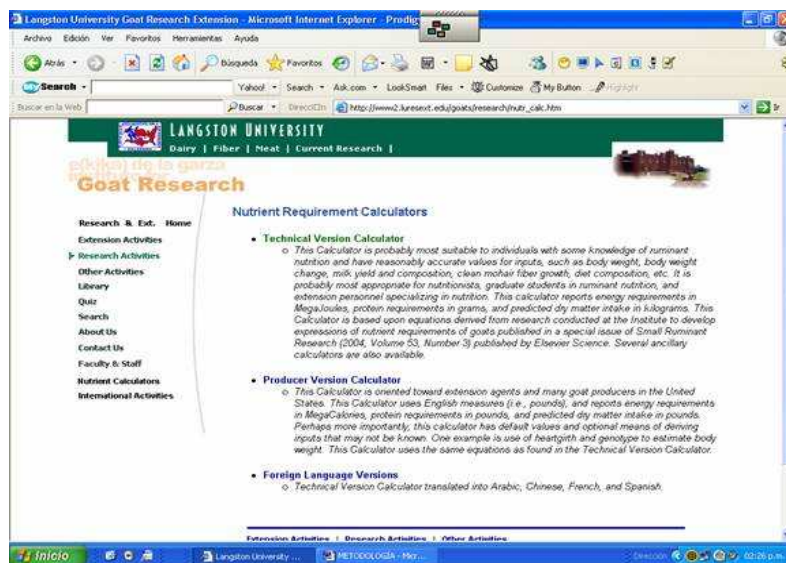 Langston University Goat Research Extension - Microsoft Internet Explorer - Prodig
Archivo Edición Ver Favoritos Herramientas Ayuda
Atrás Búsqueda Favoritos
Search Yahoo! Search Ask.com LookSmart Files Customize My Button Highlight
Buscar en la Web Buscar Dirección http://www2.luresext.edu/goats/research/nutr_calc.htm Ir
LANGSTON UNIVERSITY
Dairy | Fiber | Meat | Current Research |
e(kika) de la garza
Goat Research
Nutrient Requirement Calculators
Research & Ext. Home
Extension Activities
Research Activities
Other Activities
Library
Quiz
Search
About Us
Contact Us
Faculty & Staff
Nutrient Calculators
International Activities
• Technical Version Calculator
o This Calculator is probably most suitable to individuals with some knowledge of ruminant
nutrition and have reasonably accurate values for inputs, such as body weight, body weight
change, milk yield and composition, clean mohair fiber growth, diet composition, etc. It is
probably most appropriate for nutritionists, graduate students in ruminant nutrition, and
extension personnel specializing in nutrition. This calculator reports energy requirements in
MegaJoules, protein requirements in grams, and predicted dry matter intake in kilograms. This
Calculator is based upon equations derived from research conducted at the Institute to develop
expressions of nutrient requirements of goats published in a special issue of Small Ruminant
Research (2004, Volume 53, Number 3) published by Elsevier Science. Several ancillary
calculators are also available.
• Producer Version Calculator
o This Calculator is oriented toward extension agents and many goat producers in the United
States. This Calculator uses English measures (i.e., pounds), and reports energy requirements
in MegaCalories, protein requirements in pounds, and predicted dry matter intake in pounds.
Perhaps more importantly, this calculator has default values and optional means of deriving
inputs that may not be known. One example is use of heartgirth and genotype to estimate body
weight. This Calculator uses the same equations as found in the Technical Version Calculator.
• Foreign Language Versions
o Technical Version Calculator translated into Arabic, Chinese, French, and Spanish.
Extension Activities | Research Activities | Other Activities
Inicio Langston University ... METODOLOGÍA - Micr... Dirección 02:26 p.m.